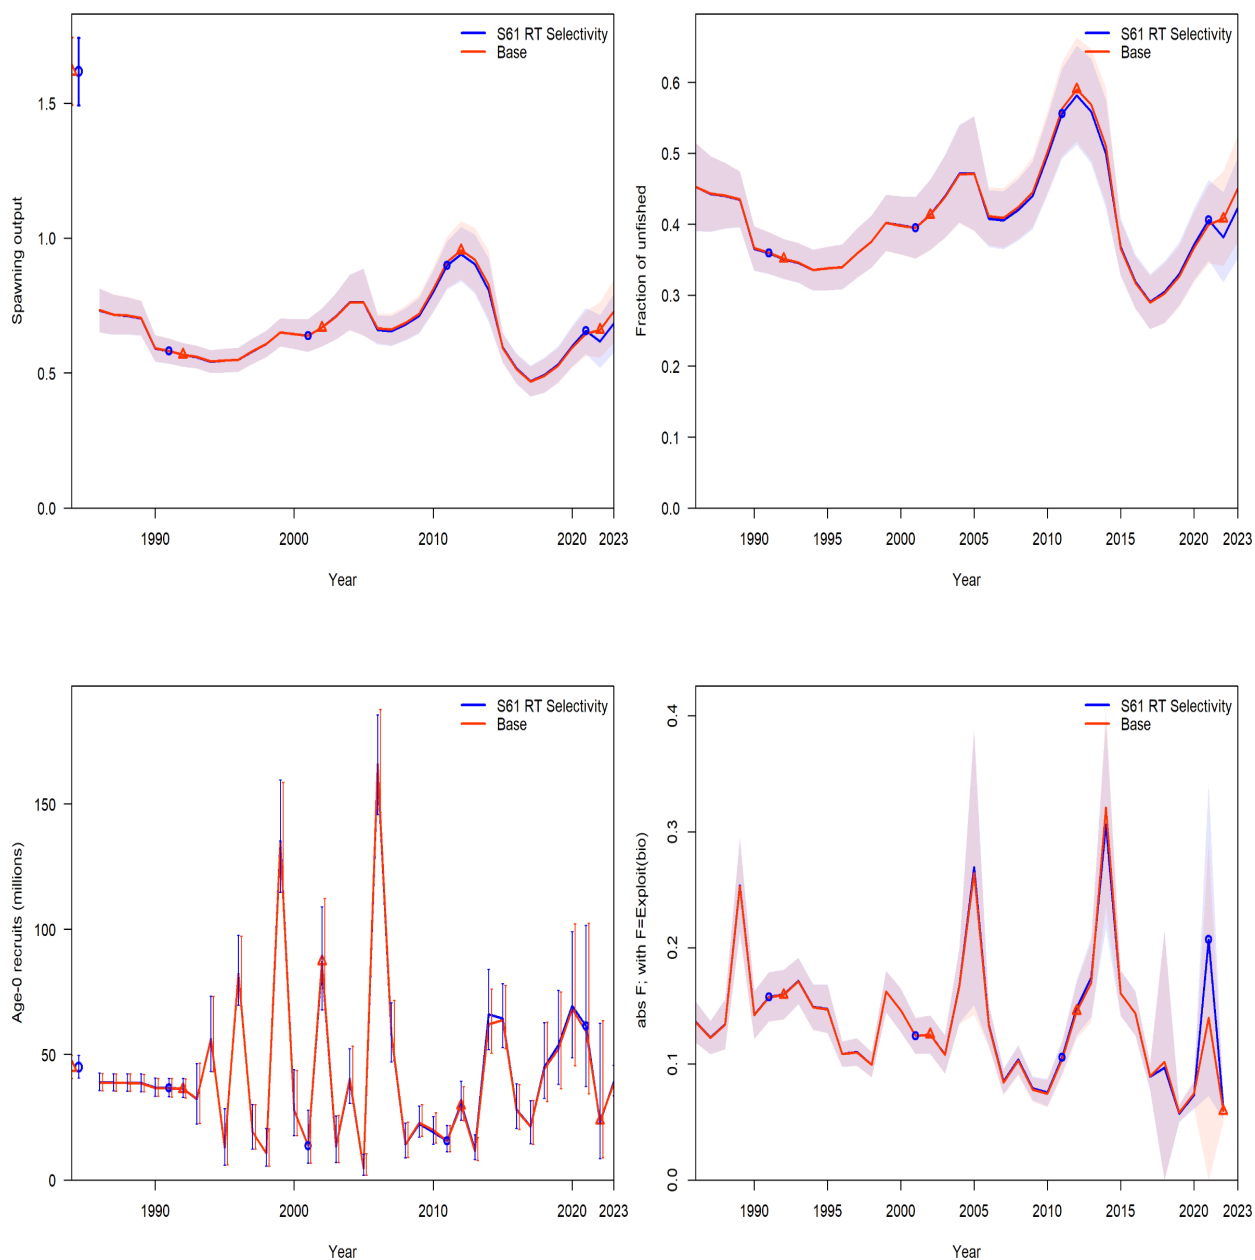 S61 RT Selectivity
Base
Spawning output
1.5
1.0
0.5
0.0
1990
2000
2010
2020
2023
Year
S61 RT Selectivity
Base
Fraction of unfished
0.6
0.5
0.4
0.3
0.2
0.1
0.0
1990
1995
2000
2005
2010
2015
2020
2023
Year
S61 RT Selectivity
Base
Age-0 recruits (millions)
150
100
50
0
1990
2000
2010
2020
2023
Year
S61 RT Selectivity
Base
abs F; with F=Exploit(bio)
0.4
0.3
0.2
0.1
0.0
1990
1995
2000
2005
2010
2015
2020
2023
Year